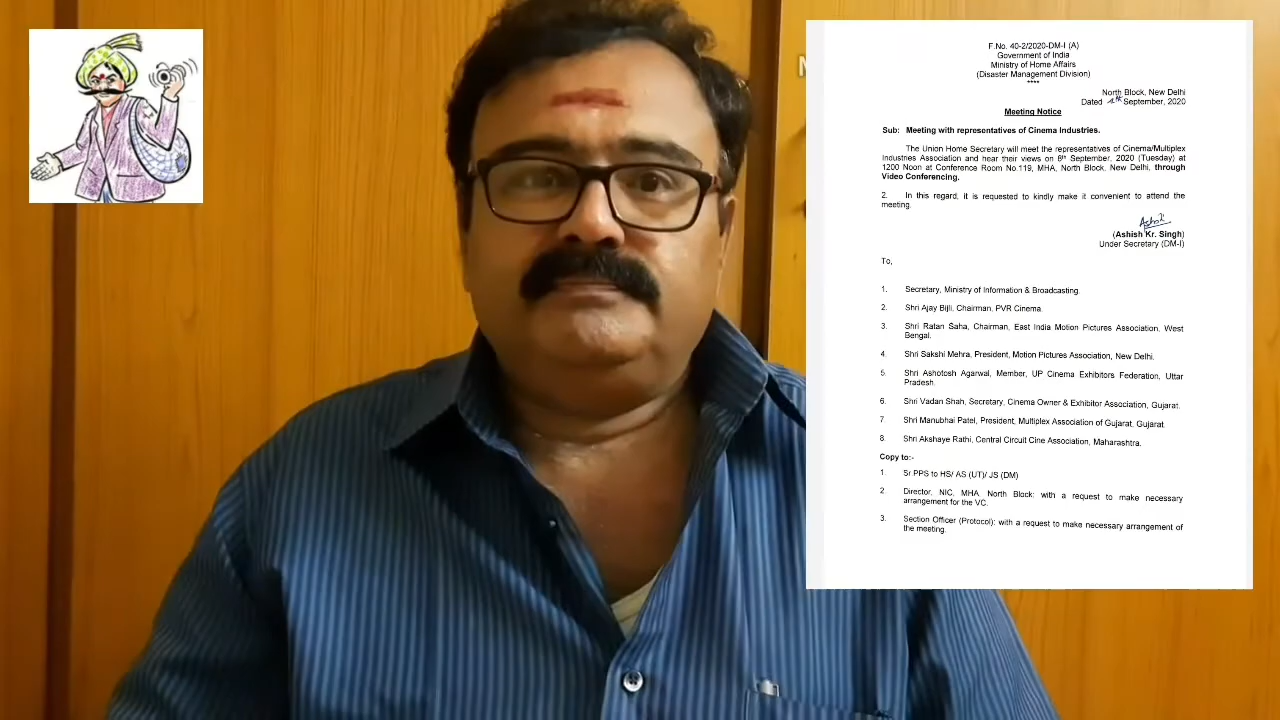 F.No. 40-2/2020-DM-I (A)
Government of India
Ministry of Home Affairs
(Disaster Management Division)
****
North Block, New Delhi
Dated 4th September, 2020
Meeting Notice
Sub: Meeting with representatives of Cinema Industries.
The Union Home Secretary will meet the representatives of Cinema/Multiplex
Industries Association and hear their views on 8th September, 2020 (Tuesday) at
1200 Noon at Conference Room No.119, MHA, North Block, New Delhi, through
Video Conferencing.
2. In this regard, it is requested to kindly make it convenient to attend the
meeting.
(Ashish Kr. Singh)
Under Secretary (DM-I)
To,
1. Secretary, Ministry of Information & Broadcasting.
2. Shri Ajay Bijli, Chairman, PVR Cinema.
3. Shri Ratan Saha, Chairman, East India Motion Pictures Association, West
Bengal.
4. Shri Sakshi Mehra, President, Motion Pictures Association, New Delhi.
5. Shri Ashotosh Agarwal, Member, UP Cinema Exhibitors Federation, Uttar
Pradesh.
6. Shri Vadan Shah, Secretary, Cinema Owner & Exhibitor Association, Gujarat.
7. Shri Manubhai Patel, President, Multiplex Association of Gujarat, Gujarat.
8. Shri Akshaye Rathi, Central Circuit Cine Association, Maharashtra.
Copy to:-
1. Sr PPS to HS/ AS (UT)/ JS (DM)
2 Director, NIC, MHA, North Block: with a request to make necessary
arrangement for the VC.
3. Section Officer (Protocol): with a request to make necessary arrangement of
the meeting.